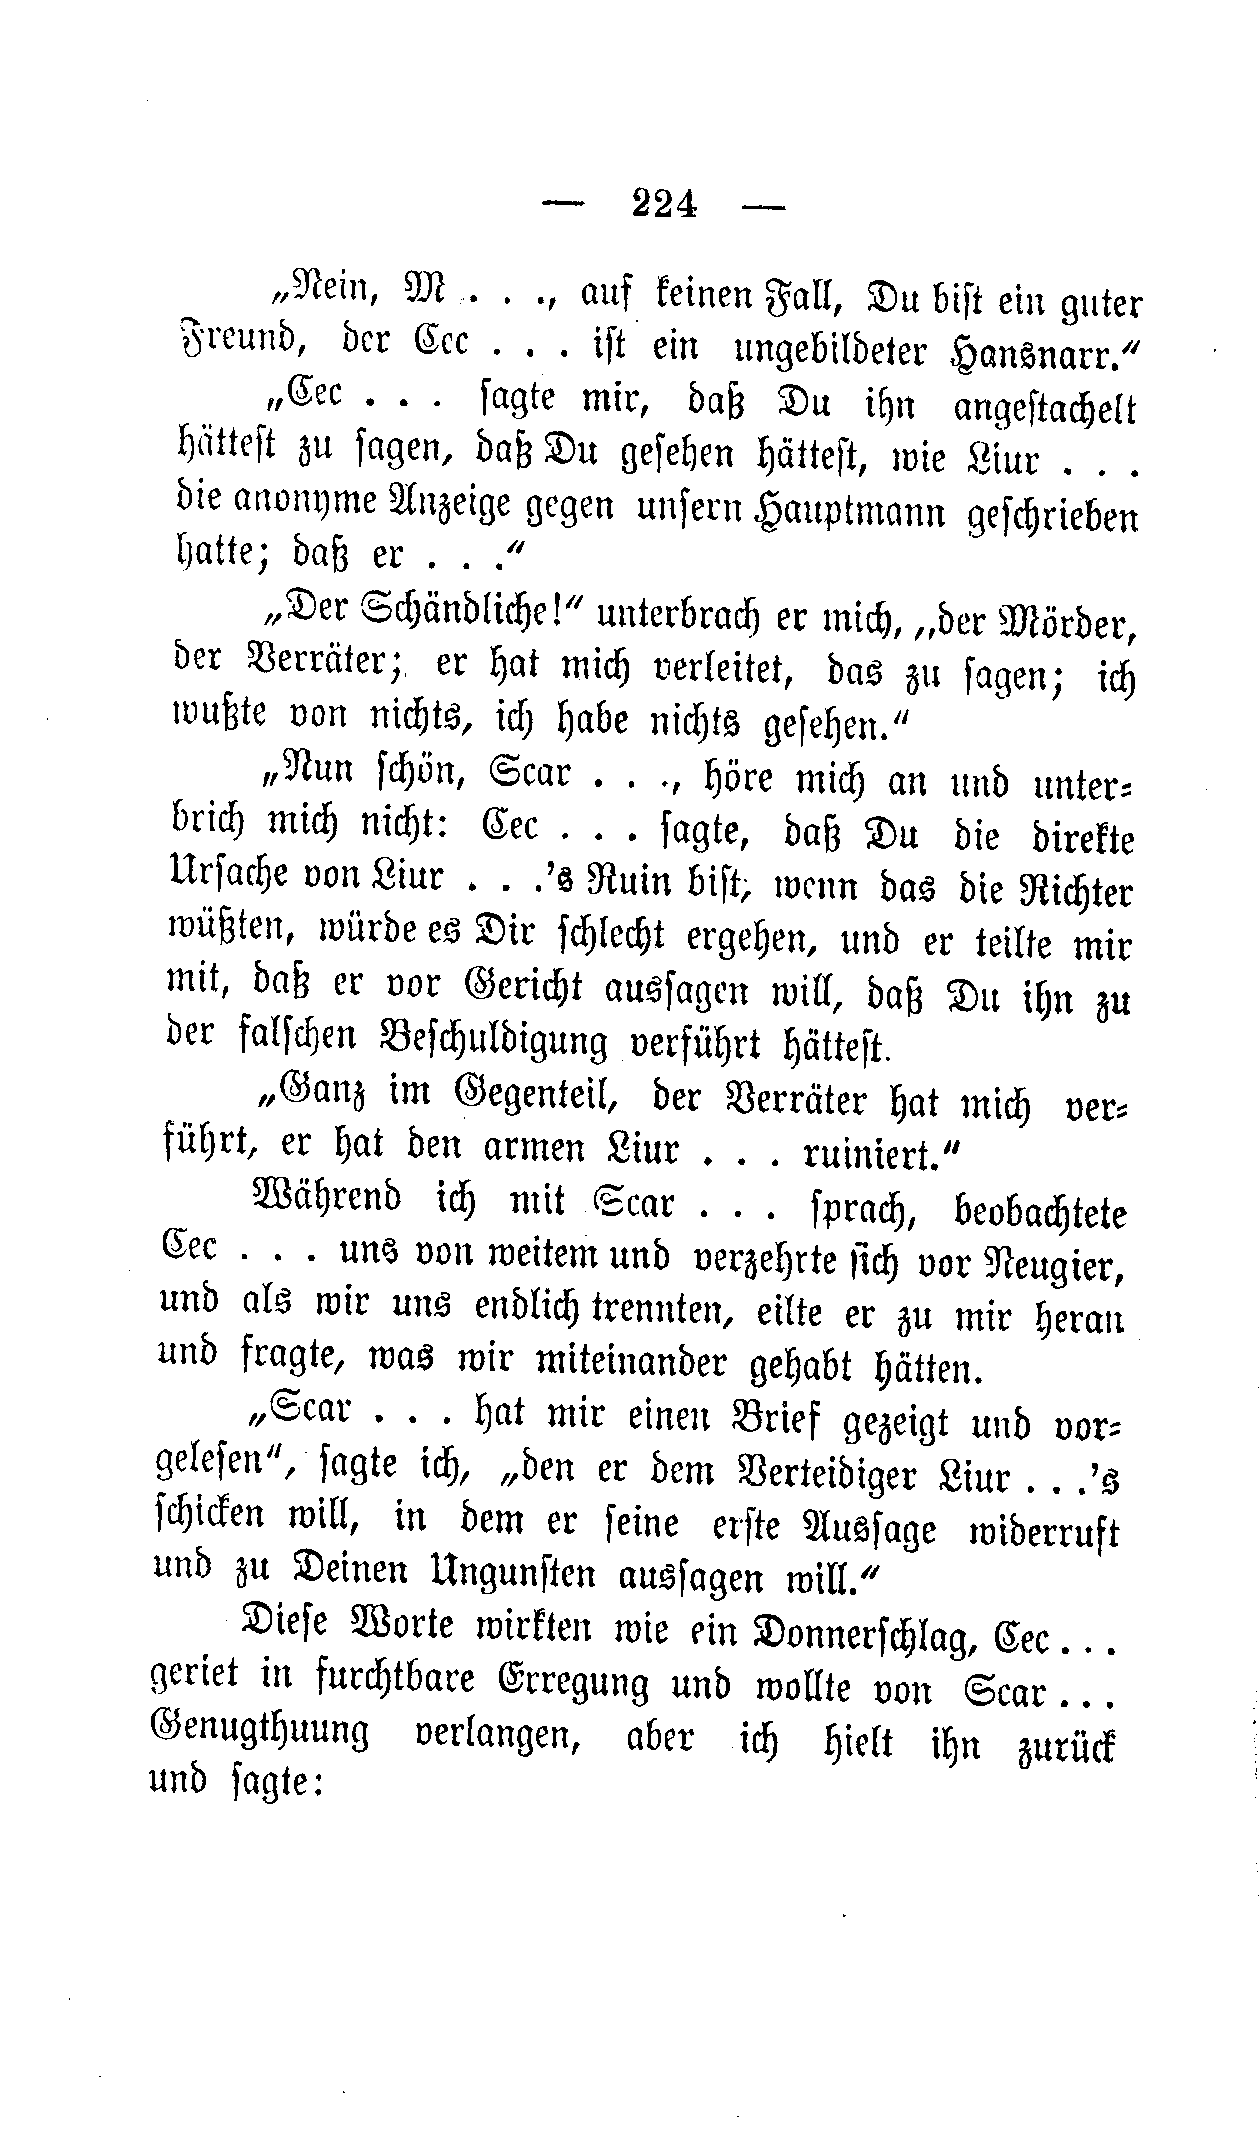 — 224 —
„Nein, M . . ., auf keinen Fall, Du bist ein guter
Freund, der Cec . . . ist ein ungebildeter Hansnarr."
„Cec . . . sagte mir, daß Du ihn angestachelt
hättest zu sagen, daß Du gesehen hättest, wie Liur . . .
die anonyme Anzeige gegen unsern Hauptmann geschrieben
hatte; daß er . . ."
„Der Schändliche!" unterbrach er mich, „der Mörder,
der Verräter; er hat mich verleitet, das zu sagen; ich
wußte von nichts, ich habe nichts gesehen."
„Nun schön, Scar . . ., höre mich an und unter-
brich mich nicht: Cec . . . sagte, daß Du die direkte
Ursache von Liur . . .'s Ruin bist; wenn das die Richter
wüßten, würde es Dir schlecht ergehen, und er teilte mir
mit, daß er vor Gericht aussagen will, daß Du ihn zu
der falschen Beschuldigung verführt hättest.
„Ganz im Gegenteil, der Verräter hat mich ver-
führt, er hat den armen Liur . . . ruiniert."
Während ich mit Scar . . . sprach, beobachtete
Cec . . . uns von weitem und verzehrte sich vor Neugier,
und als wir uns endlich trennten, eilte er zu mir heran
und fragte, was wir miteinander gehabt hätten.
„Scar . . . hat mir einen Brief gezeigt und vor-
gelesen", sagte ich, „den er dem Verteidiger Liur . . .'s
schicken will, in dem er seine erste Aussage widerruft
und zu Deinen Ungunsten aussagen will."
Diese Worte wirkten wie ein Donnerschlag, Cec . . .
geriet in furchtbare Erregung und wollte von Scar . . .
Genugthuung verlangen, aber ich hielt ihn zurück
und sagte: